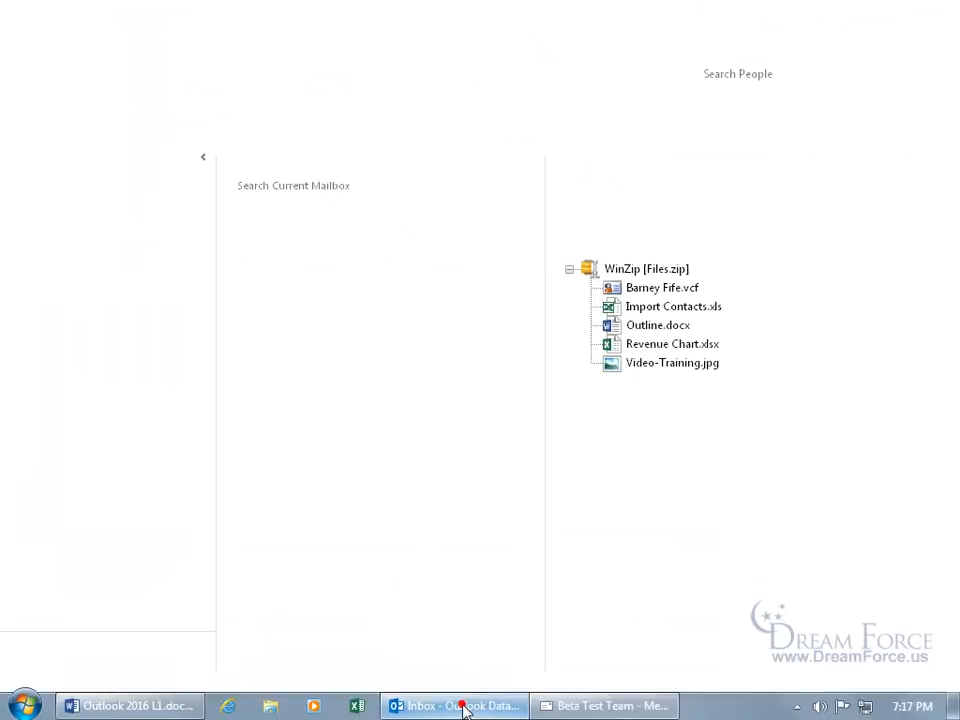 Search People
Search Current Mailbox
WinZip [Files.zip]
Barney Fife.vcf
Import Contacts.xls
Outline.docx
Revenue Chart.xlsx
Video-Training.jpg
DREAM FORCE
www.DreamForce.us
Outlook 2016 L1.doc...
Inbox - Outlook Data...
Beta Test Team - Me...
7:17 PM